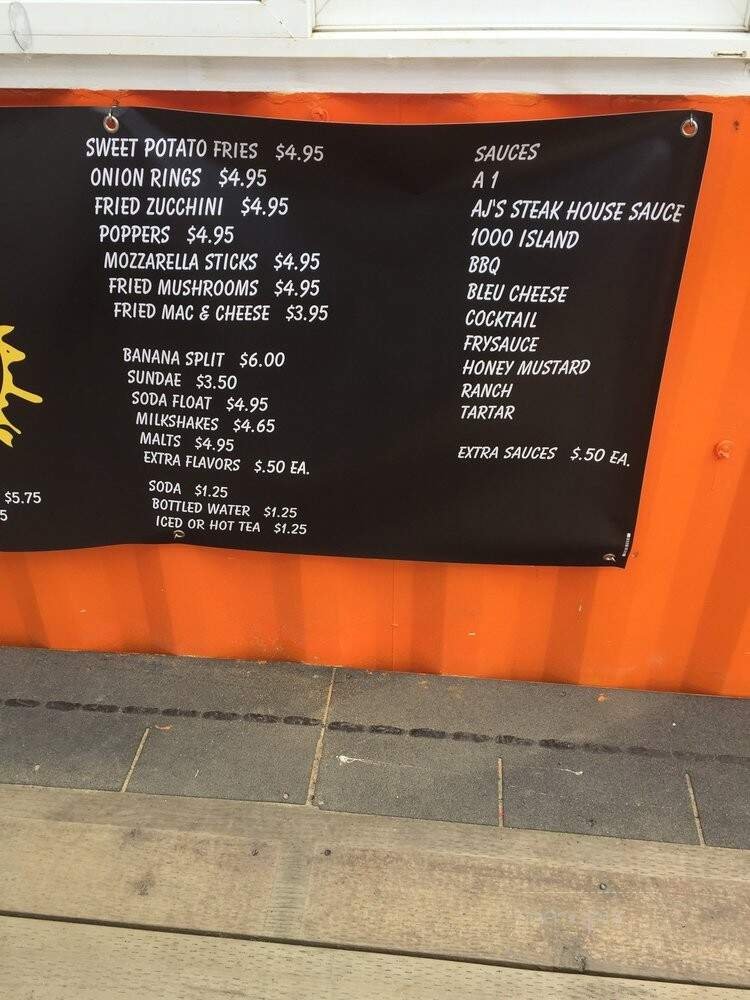 SWEET POTATO FRIES $4.95
ONION RINGS $4.95
FRIED ZUCCHINI $4.95
POPPERS $4.95
MOZZARELLA STICKS $4.95
FRIED MUSHROOMS $4.95
FRIED MAC & CHEESE $3.95
BANANA SPLIT $6.00
SUNDAE $3.50
SODA FLOAT $4.95
MILKSHAKES $4.65
MALTS $4.95
EXTRA FLAVORS $.50 EA.
SODA $1.25
BOTTLED WATER $1.25
ICED OR HOT TEA $1.25
SAUCES
A 1
AJ'S STEAK HOUSE SAUCE
1000 ISLAND
BBQ
BLEU CHEESE
COCKTAIL
FRYSAUCE
HONEY MUSTARD
RANCH
TARTAR
EXTRA SAUCES $.50 EA.
$5.75
5